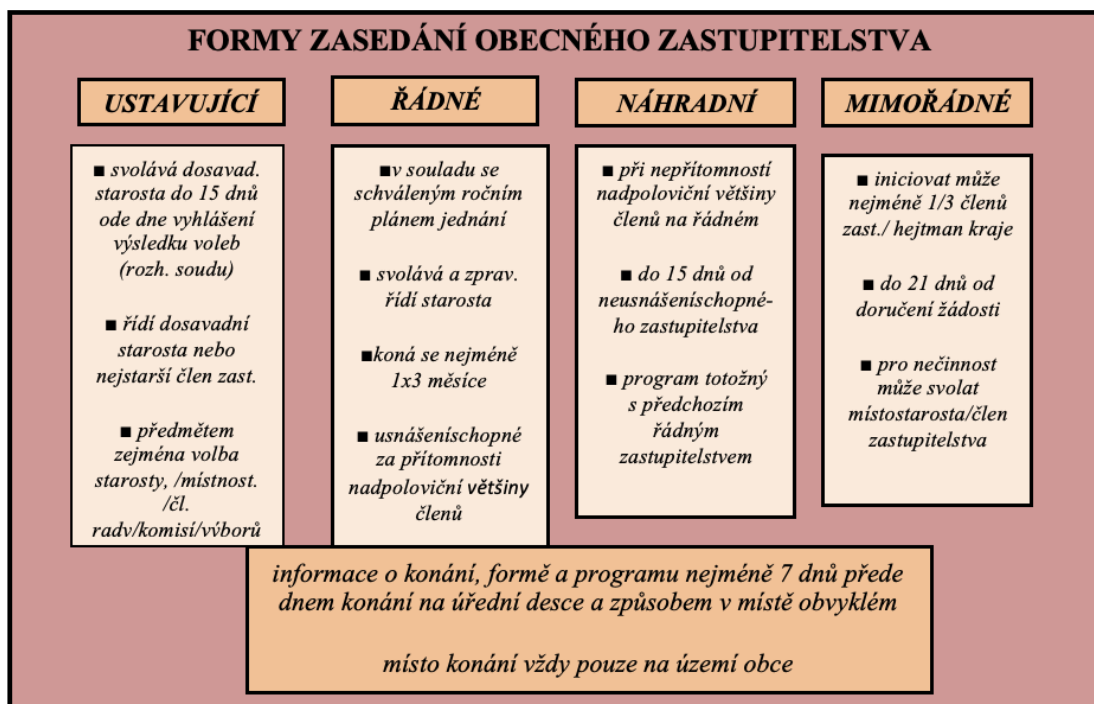 FORMY ZASEDÁNÍ OBECNÉHO ZASTUPITELSTVA
USTAVUJÍCÍ
■ svolává dosavad.
starosta do 15 dnů
ode dne vyhlášení
výsledku voleb
(rozh. soudu)
■ řídí dosavadní
starosta nebo
nejstarší člen zast.
■ předmětem
zejména volba
starosty, /místnost.
/čl.
radv/komisí/výborů
ŘÁDNÉ
■v souladu se
schváleným ročním
plánem jednání
■ svolává a zprav.
řídí starosta
■koná se nejméně
1x3 měsíce
■ usnášeníschopné
za přítomnosti
nadpoloviční většiny
členů
NÁHRADNÍ
■ při nepřítomností
nadpoloviční většiny
členů na řádném
■ do 15 dnů od
neusnášeníschopné-
ho zastupitelstva
■ program totožný
s předchozím
řádným
zastupitelstvem
MIMOŘÁDNÉ
■ iniciovat může
nejméně 1/3 členů
zast./ hejtman kraje
■ do 21 dnů od
doručení žádosti
■ pro nečinnost
může svolat
místostarosta/člen
zastupitelstva
informace o konání, formě a programu nejméně 7 dnů přede
dnem konání na úřední desce a způsobem v místě obvyklém
místo konání vždy pouze na území obce